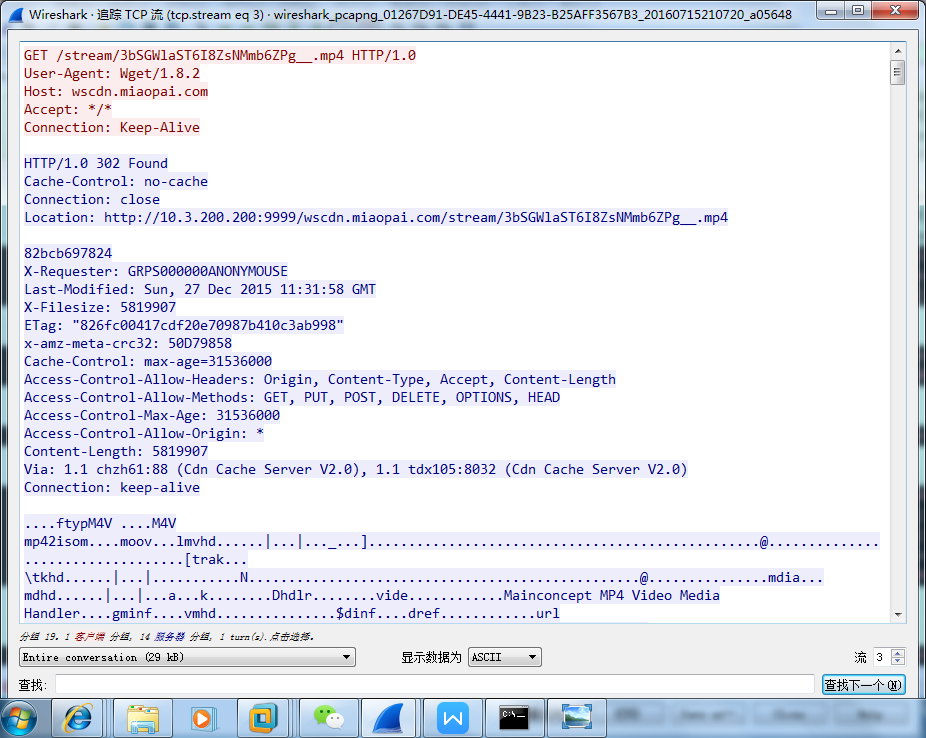 Wireshark · 追踪 TCP 流 (tcp.stream eq 3) · wireshark_pcapng_01267D91-DE45-4441-9B23-B25AFF3567B3_20160715210720_a05648
GET /stream/3bSGWlaST6I8ZsNMmb6ZPg__.mp4 HTTP/1.0
User-Agent: Wget/1.8.2
Host: wscdn.miaopai.com
Accept: */*
Connection: Keep-Alive
HTTP/1.0 302 Found
Cache-Control: no-cache
Connection: close
Location: http://10.3.200.200:9999/wscdn.miaopai.com/stream/3bSGWlaST6I8ZsNMmb6ZPg__.mp4
82bcb697824
X-Requester: GRPS000000ANONYMOUSE
Last-Modified: Sun, 27 Dec 2015 11:31:58 GMT
X-Filesize: 5819907
ETag: "826fc00417cdf20e70987b410c3ab998"
x-amz-meta-crc32: 50D79858
Cache-Control: max-age=31536000
Access-Control-Allow-Headers: Origin, Content-Type, Accept, Content-Length
Access-Control-Allow-Methods: GET, PUT, POST, DELETE, OPTIONS, HEAD
Access-Control-Max-Age: 31536000
Access-Control-Allow-Origin: *
Content-Length: 5819907
Via: 1.1 chzh61:88 (Cdn Cache Server V2.0), 1.1 tdx105:8032 (Cdn Cache Server V2.0)
Connection: keep-alive
....ftypM4V ....M4V
mp42isom....moov...lmvhd......|...|..._...]................................................@..............
....................[trak...
\tkhd......|...|...........N................................................@..............mdia...
mdhd......|...|...a...k........Dhdlr........vide............Mainconcept MP4 Video Media
Handler....gminf....vmhd...............$dinf....dref............url
分组 19. 1 客户端 分组, 14 服务器 分组, 1 turn(s).点击选择.
Entire conversation (29 kB)
显示数据为
ASCII
流
3
查找:
查找下一个(N)
C:\_
W